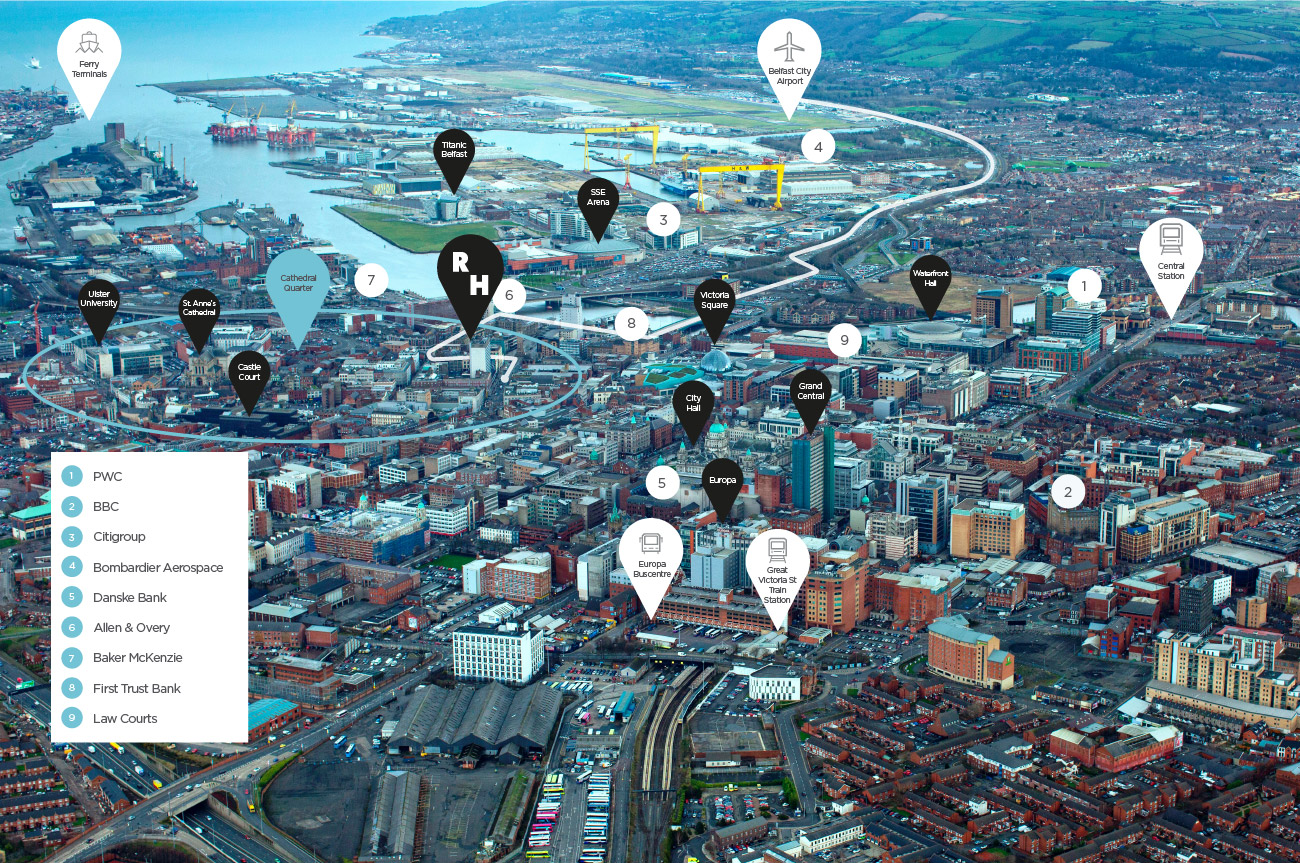 Ferry
Terminals
Belfast City
Airport
4
Titanic
Belfast
SSE
Arena
3
H&W
Central
Station
Cathedral
Quarter
7
R
H
6
Waterfront
Hall
1
Ulster
University
St. Anne's
Cathedral
Victoria
Square
8
9
Castle
Court
City
Hall
Grand
Central
5
Europa
2
Europa
Buscentre
Great
Victoria St
Train
Station
1 PWC
2 BBC
3 Citigroup
4 Bombardier Aerospace
5 Danske Bank
6 Allen & Overy
7 Baker McKenzie
8 First Trust Bank
9 Law Courts